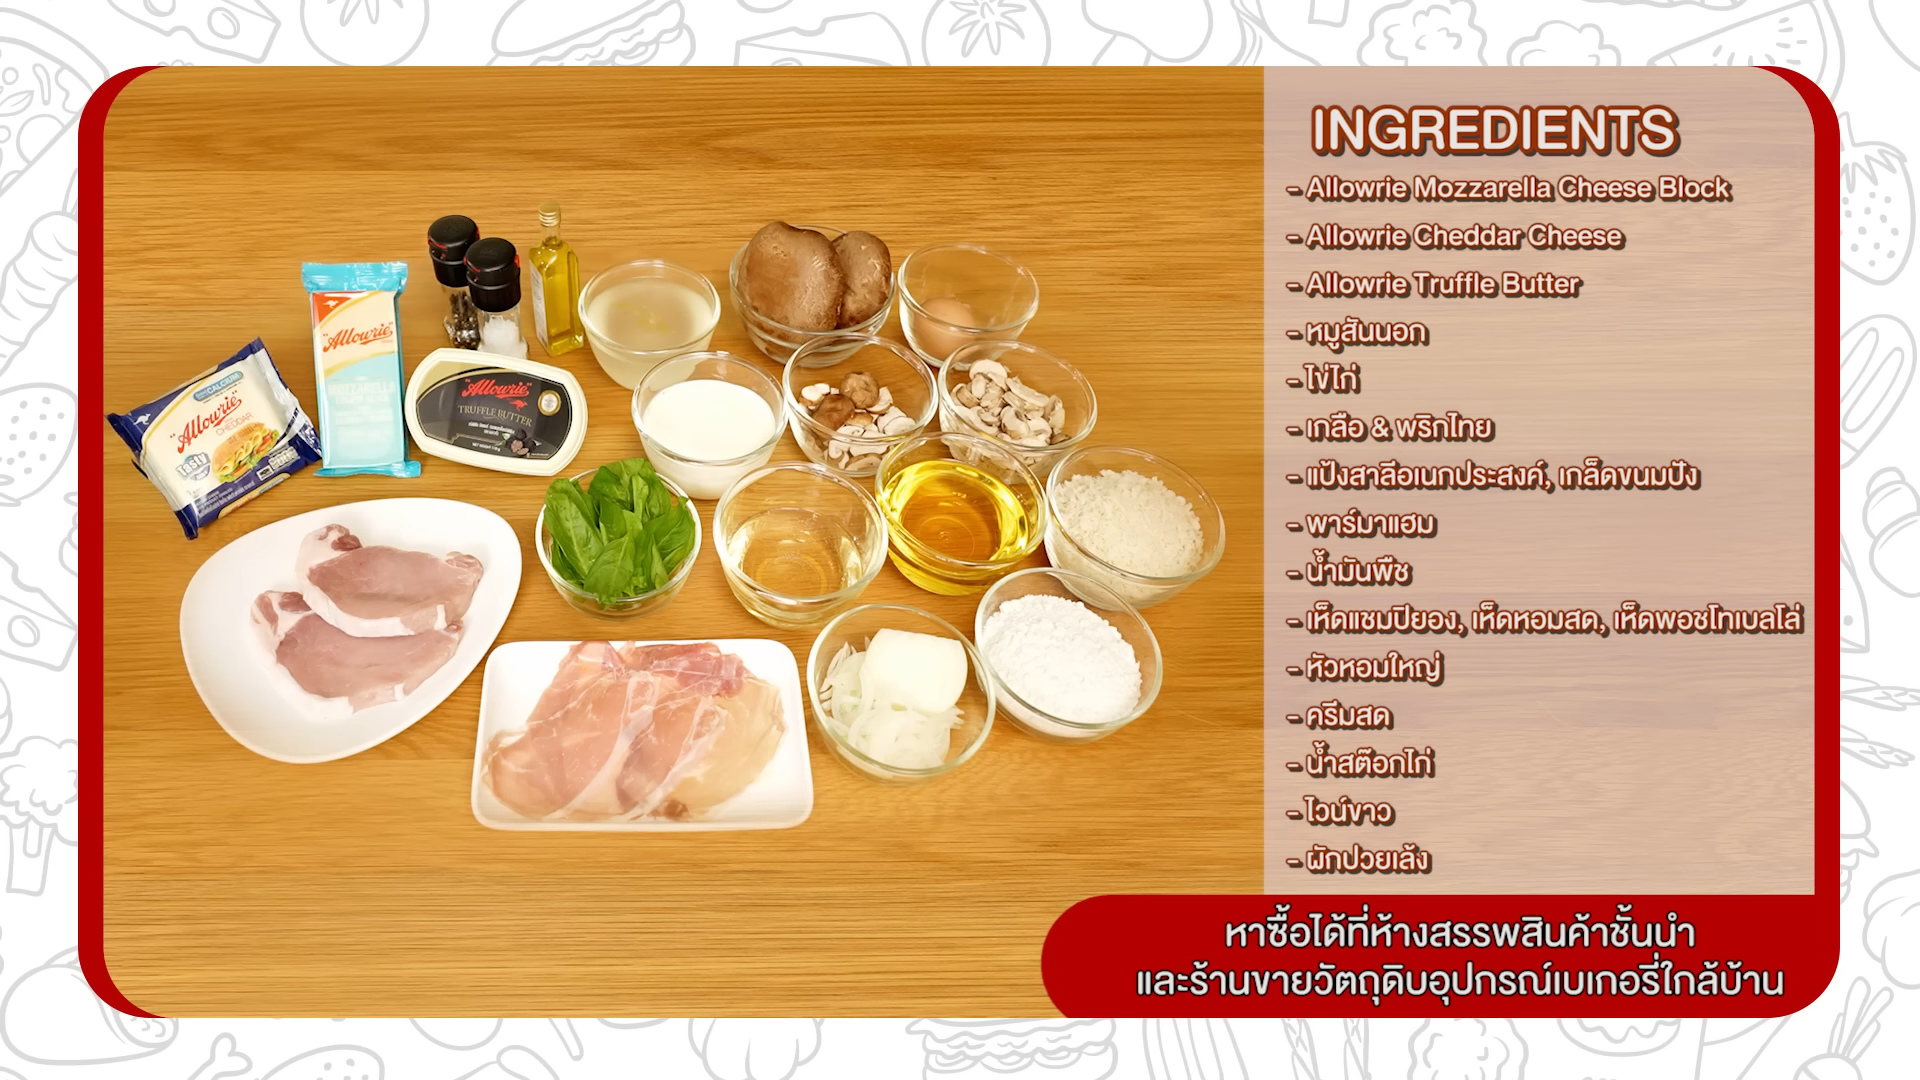 INGREDIENTS
- Allowrie Mozzarella Cheese Block
- Allowrie Cheddar Cheese
- Allowrie Truffle Butter
- หมูสันนอก
- ไข่ไก่
- เกลือ & พริกไทย
- แป้งสาลีอเนกประสงค์, เกล็ดขนมปัง
- พาร์มาแฮม
- น้ำมันพืช
- เห็ดแชมปิยอง, เห็ดหอมสด, เห็ดพอชโทเบลโล่
- หัวหอมใหญ่
- ครีมสด
- น้ำสต๊อกไก่
- ไวน์ขาว
- ผักปวยเล้ง
หาซื้อได้ที่ห้างสรรพสินค้าชั้นนำ
และร้านขายวัตถุดิบอุปกรณ์เบเกอรี่ใกล้บ้าน
"Allowrie"
MOZZARELLA
"Allowrie"
TRUFFLE BUTTER
CALCIUM
"Allowrie"
CHEDDAR
Tasty